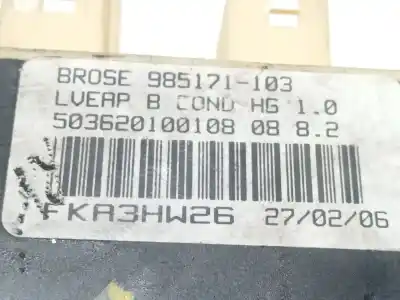 BROSE 985171-103
LVEAP B COND HG 1.0
503620100108 08 8.2
FKA3HW26 27/02/06